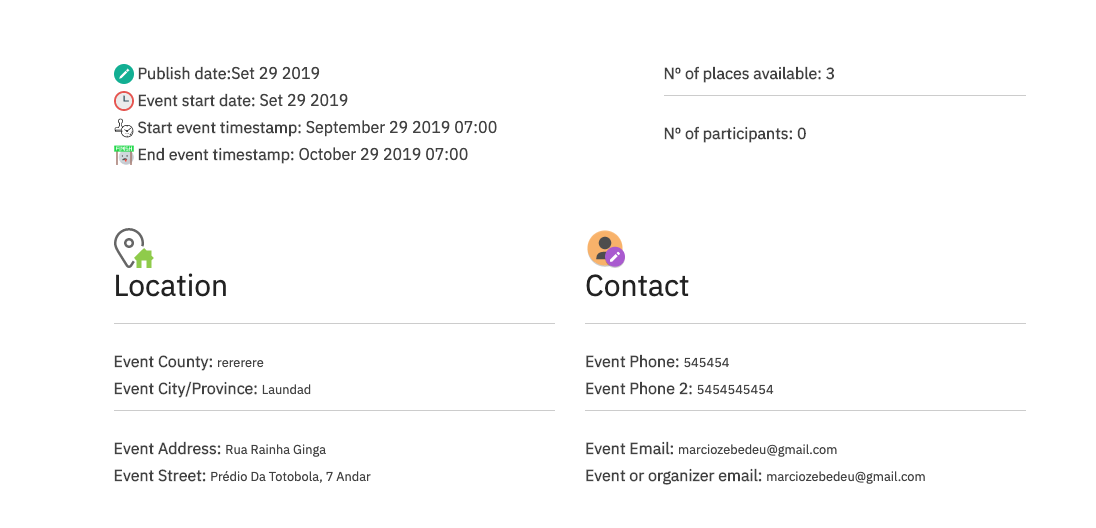 Publish date:Set 29 2019
Event start date: Set 29 2019
Start event timestamp: September 29 2019 07:00
End event timestamp: October 29 2019 07:00
Nº of places available: 3
Nº of participants: 0
Location
Event County: rererere
Event City/Province: Laundad
Event Address: Rua Rainha Ginga
Event Street: Prédio Da Totobola, 7 Andar
Contact
Event Phone: 545454
Event Phone 2: 5454545454
Event Email: marciozebedeu@gmail.com
Event or organizer email: marciozebedeu@gmail.com